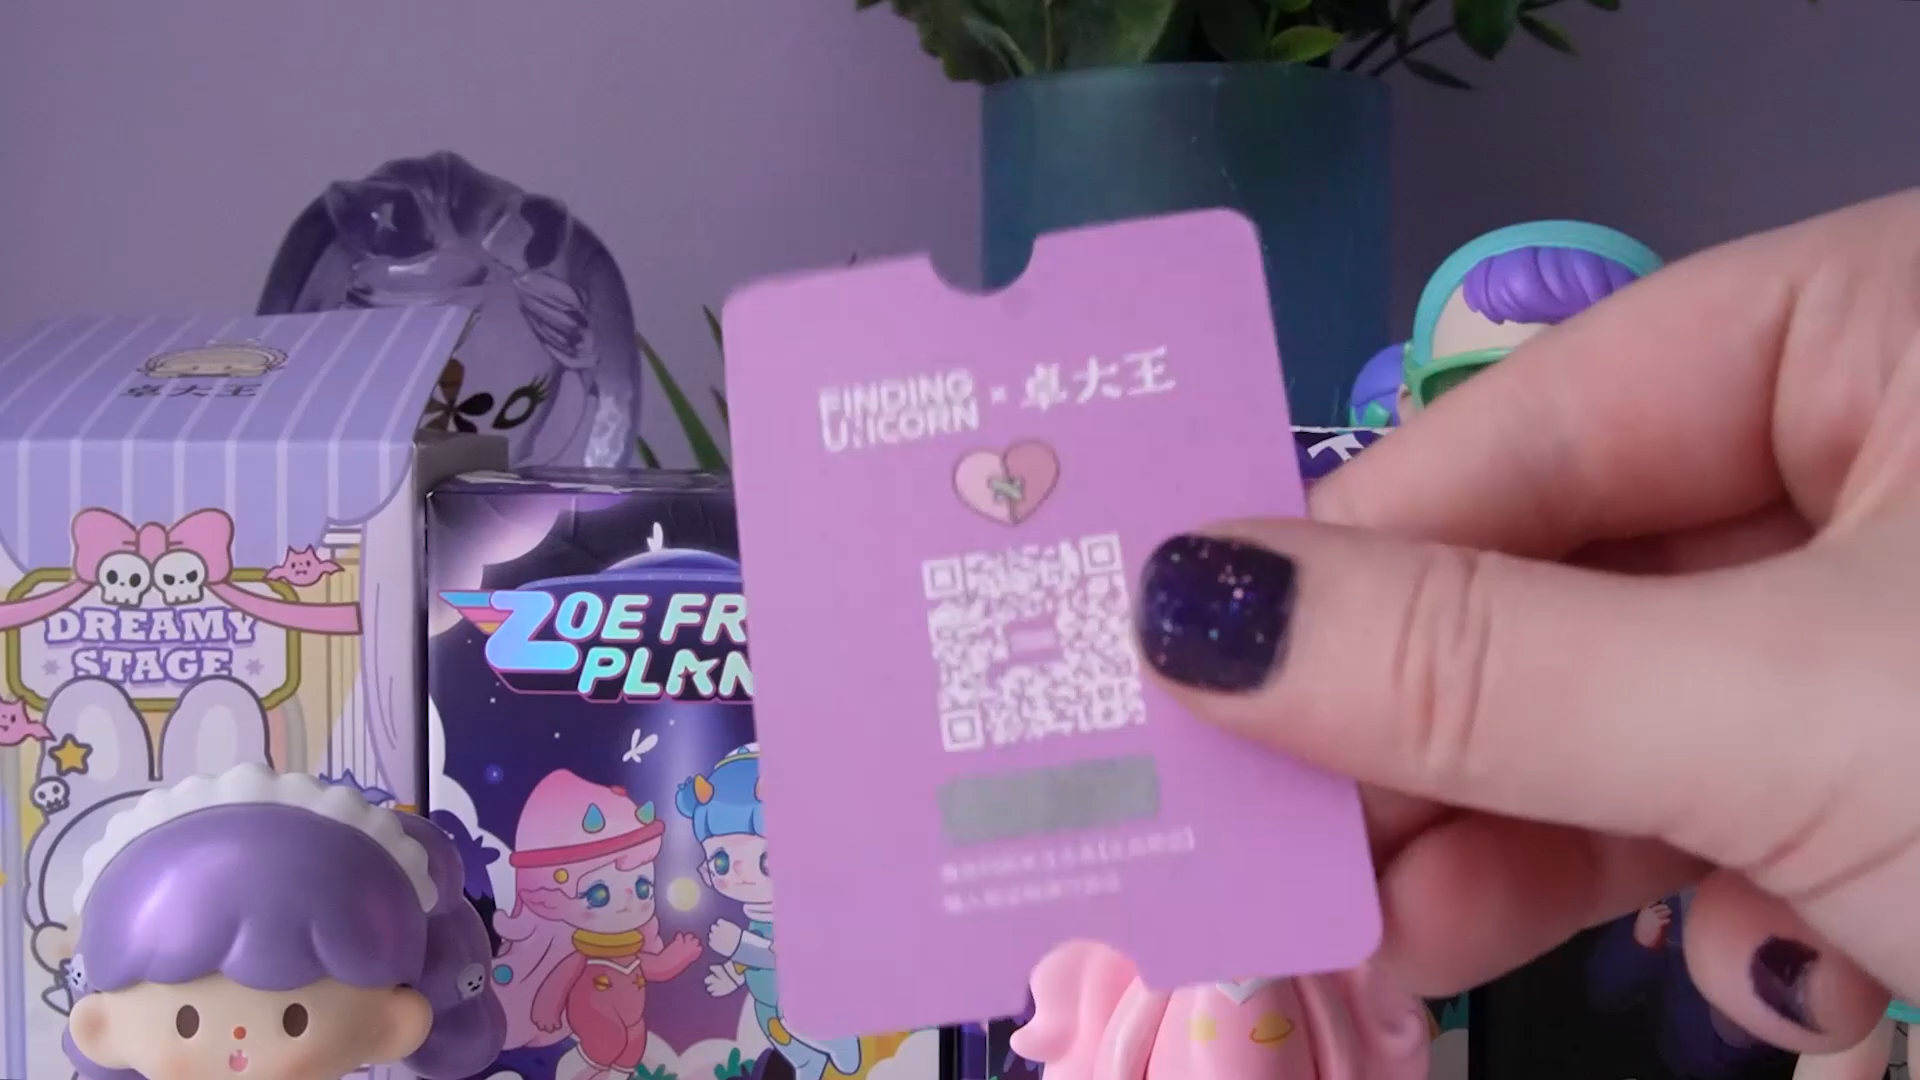 卓大王
DREAMY
STAGE
ZOE FR
PLAN
FINDING
UNICORN × 卓大王